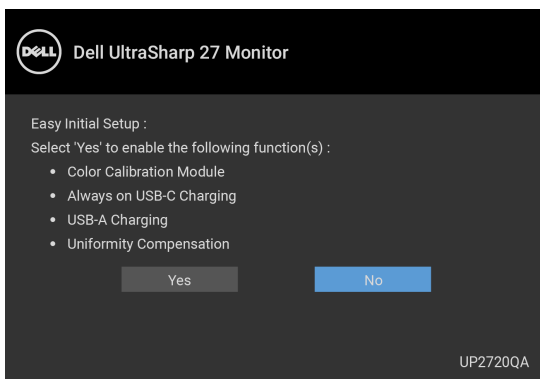 DELL Dell UltraSharp 27 Monitor
Easy Initial Setup :
Select 'Yes' to enable the following function(s) :
• Color Calibration Module
• Always on USB-C Charging
• USB-A Charging
• Uniformity Compensation
Yes No
UP2720QA